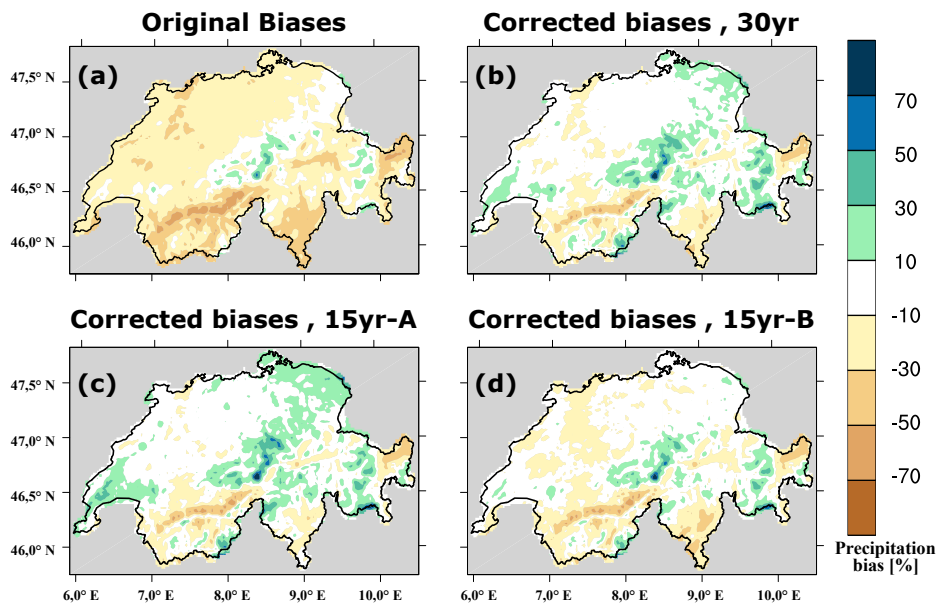 Original Biases
Corrected biases , 30yr
(a)
47.5° N
47.0° N
46.5° N
46.0° N
(b)
70
50
30
10
-10
-30
-50
-70
Precipitation
bias [%]
Corrected biases , 15yr-A
Corrected biases , 15yr-B
(c)
47.5° N
47.0° N
46.5° N
46.0° N
(d)
6,0° E 7,0° E 8,0° E 9,0° E 10,0° E
6,0° E 7,0° E 8,0° E 9,0° E 10,0° E